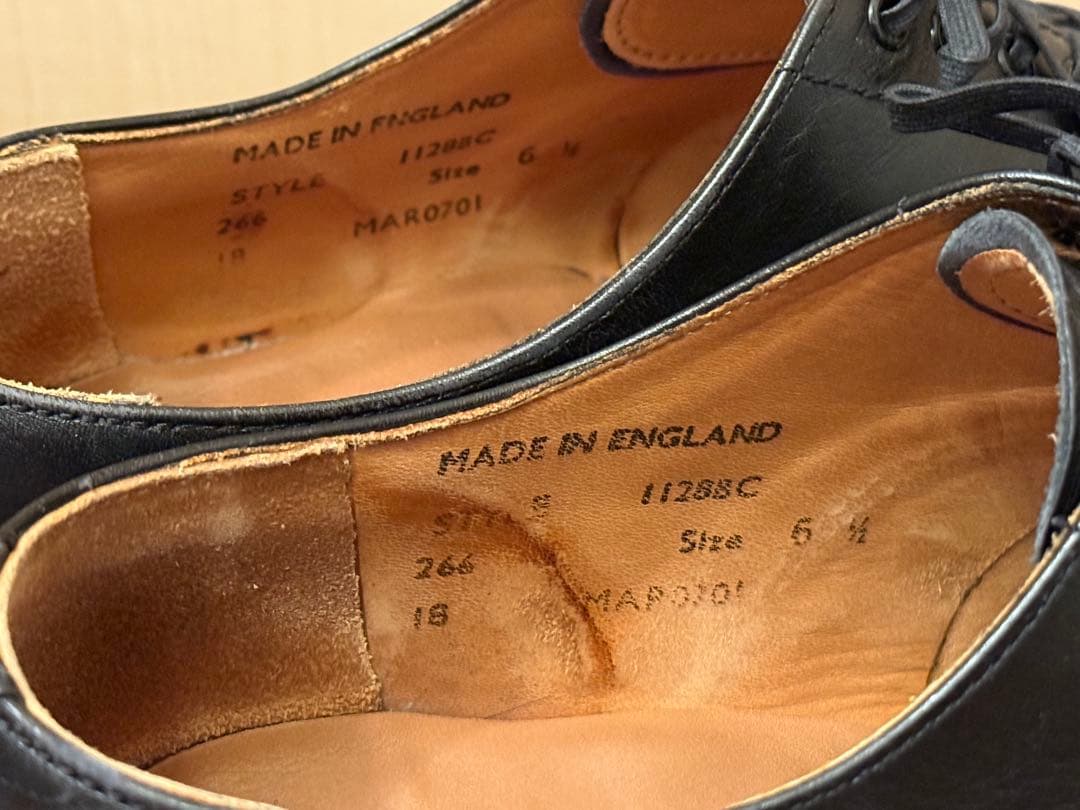 MADE IN ENGLAND
STYLE 11288C
266 Size 6 ½
18 MAR0701
MADE IN ENGLAND
11288C
266 Size 6 ½
18 MAR0701